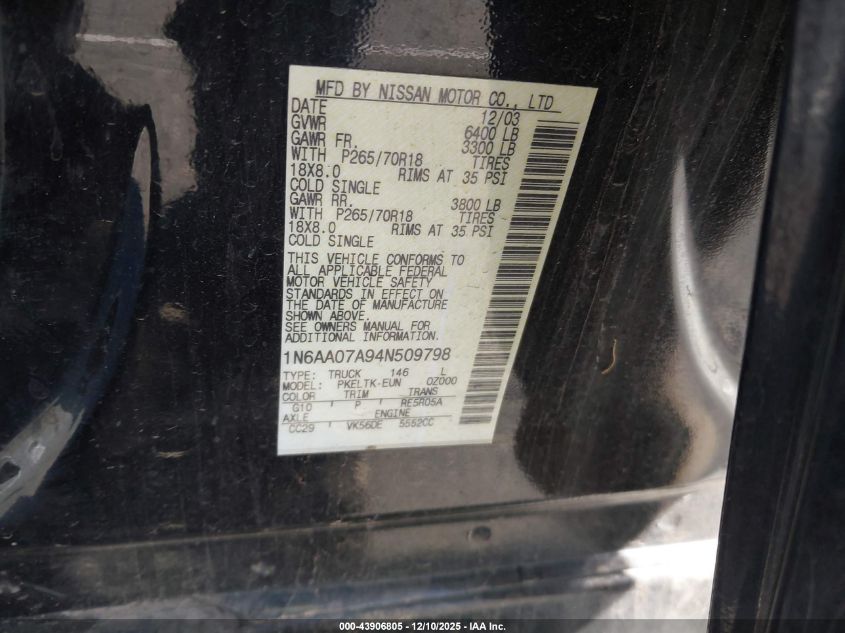 MFD BY NISSAN MOTOR CO., LTD
DATE 12/03
GVWR 6400 LB
GAWR FR. 3300 LB
WITH P265/70R18 TIRES
18X8.0 RIMS AT 35 PSI
COLD SINGLE
GAWR RR. 3800 LB
WITH P265/70R18 TIRES
18X8.0 RIMS AT 35 PSI
COLD SINGLE
THIS VEHICLE CONFORMS TO
ALL APPLICABLE FEDERAL
MOTOR VEHICLE SAFETY
STANDARDS IN EFFECT ON
THE DATE OF MANUFACTURE
SHOWN ABOVE.
SEE OWNERS MANUAL FOR
ADDITIONAL INFORMATION.
1N6AA07A94N509798
TYPE: TRUCK 146 L
MODEL: PKELTK-EUN 0Z000
COLOR TRIM TRANS
G10 ' P ' RE5R05A
AXLE ENGINE
CC29 ' VK56DE 5552CC
000-43906805 - 12/10/2025 - IAA Inc.